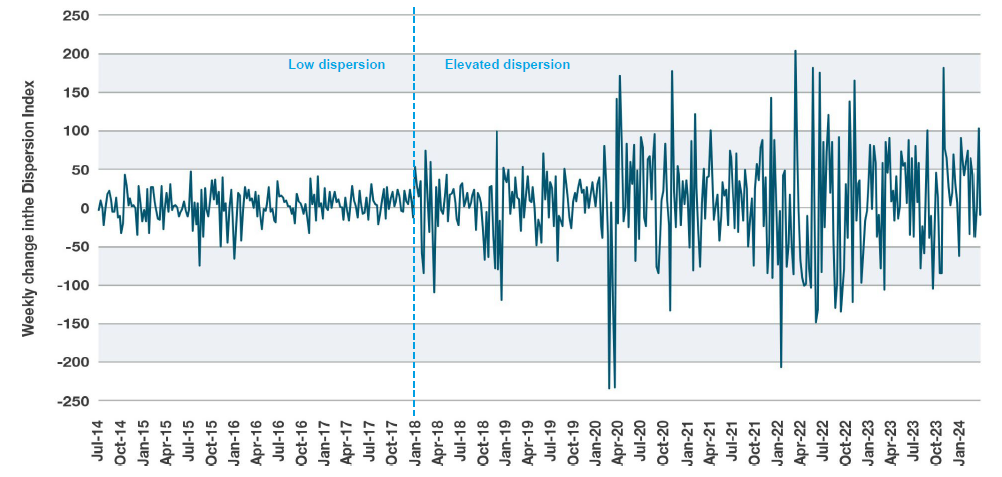 250
200
150
100
50
0
-50
-100
-150
-200
-250
Weekly change inthe Dispersion Index
Low dispersion
Elevated dispersion
Jul-14
Oct-14
Jan-15
Apr-15
Jul-15
Oct-15
Jan-16
Apr-16
Jul-16
Oct-16
Jan-17
Apr-17
Jul-17
Oct-17
Jan-18
Apr-18
Jul-18
Oct-18
Jan-19
Apr-19
Jul-19
Oct-19
Jan-20
Apr-20
Jul-20
Oct-20
Jan-21
Apr-21
Jul-21
Oct-21
Jan-22
Apr-22
Jul-22
Oct-22
Jan-23
Apr-23
Jul-23
Oct-23
Jan-24